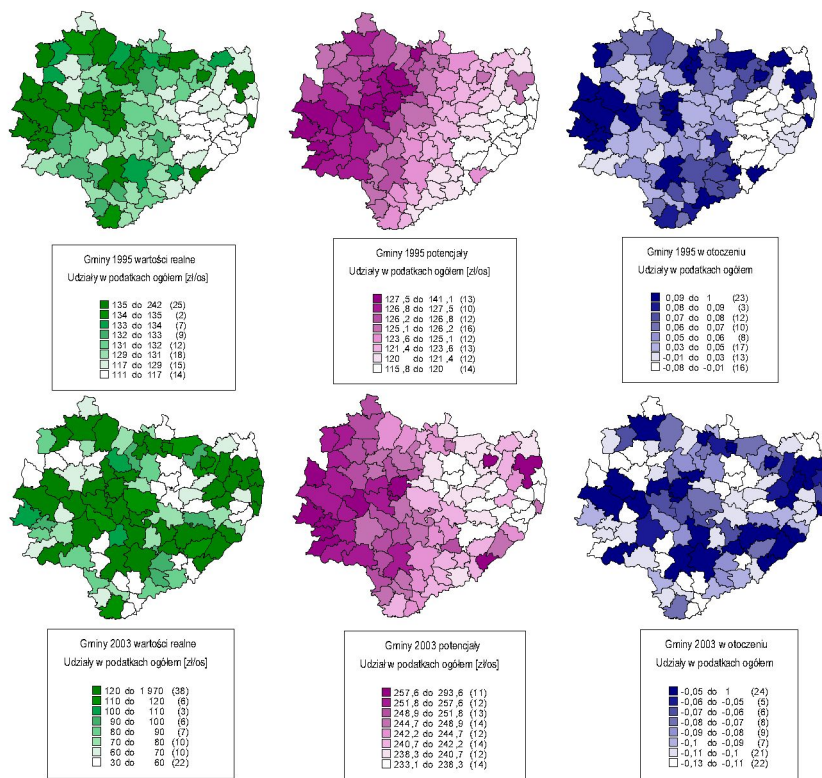 Gminy 1995 wartości realne
Udziały w podatkach ogółem [zł/os]
135 do 242 (25)
134 do 135 (2)
133 do 134 (7)
132 do 133 (9)
131 do 132 (12)
129 do 131 (18)
117 do 129 (15)
111 do 117 (14)
Gminy 1995 potencjały
Udziały w podatkach ogółem [zł/os]
127 ,5 do 141 ,1 (13)
126 ,8 do 127 ,5 (10)
126 ,2 do 126 ,8 (12)
125 ,1 do 126 ,2 (16)
123 ,6 do 125 ,1 (12)
121 ,4 do 123 ,6 (13)
120 do 121 ,4 (12)
115 ,8 do 120 (14)
Gminy 1995 w otoczeniu
Udziały w podatkach ogółem
0,09 do 1 (23)
0,08 do 0,09 (3)
0,07 do 0,08 (12)
0,06 do 0,07 (10)
0,05 do 0,06 (8)
0,03 do 0,05 (17)
-0,01 do 0,03 (13)
-0,08 do -0,01 (16)
Gminy 2003 wartości realne
Udziały w podatkach ogółem [zł/os]
120 do 1 970 (38)
110 do 120 (6)
100 do 110 (3)
90 do 100 (6)
80 do 90 (7)
70 do 80 (10)
60 do 70 (10)
30 do 60 (22)
Gminy 2003 potencjały
Udziały w podatkach ogółem [zł/os]
257,6 do 293,6 (11)
251,8 do 257,6 (12)
248,9 do 251,8 (13)
244,7 do 248,9 (14)
242,2 do 244,7 (12)
240,7 do 242,2 (14)
238,3 do 240,7 (12)
233,1 do 238,3 (14)
Gminy 2003 w otoczeniu
Udziały w podatkach ogółem
-0,05 do 1 (24)
-0,06 do -0,05 (5)
-0,07 do -0,06 (6)
-0,08 do -0,07 (8)
-0,09 do -0,08 (9)
-0,1 do -0,09 (7)
-0,11 do -0,1 (21)
-0,13 do -0,11 (22)